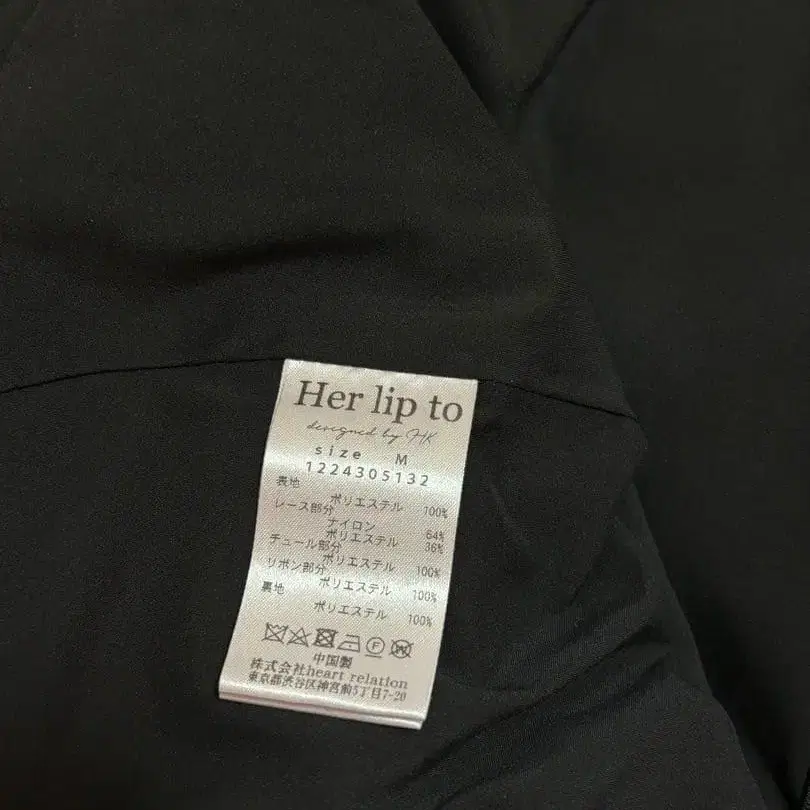 Her lip to
designed by HK
size M
1224305132
表地
ポリエステル 100%
レース部分
ナイロン 64%
ポリエステル 36%
チュール部分
ポリエステル 100%
リボン部分
ポリエステル 100%
裏地
ポリエステル 100%
中国製
株式会社heart relation
東京都渋谷区神宮前5丁目7-20